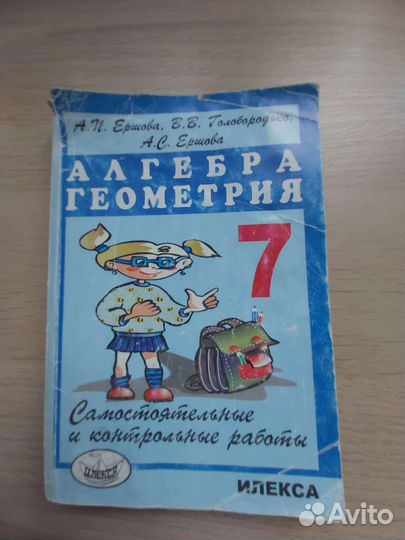 А.П. Ершова, В.В. Голобородько,
А.С. Ершова
АЛГЕБРА
ГЕОМЕТРИЯ
7
Самостоятельные
и контрольные работы
ИЛЕКСА
ИЛЕКСА
Avito